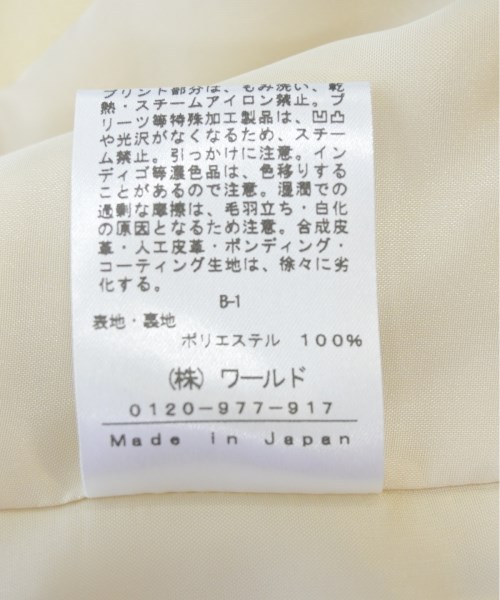 プリント部分は、もみ洗い、乾
熱・スチームアイロン禁止。プ
リーツ等特殊加工製品は、凹凸
や光沢がなくなるため、スチー
ム禁止。引っかけに注意。イン
ディゴ等濃色品は、色移りする
ことがあるので注意。湿潤での
過剰な摩擦は、毛羽立ち・白化
の原因となるため注意。合成皮
革・人工皮革・ボンディング・
コーティング生地は、徐々に劣
化する。
B-1
表地・裏地
ポリエステル 100%
(株) ワールド
0120-977-917
Made in Japan